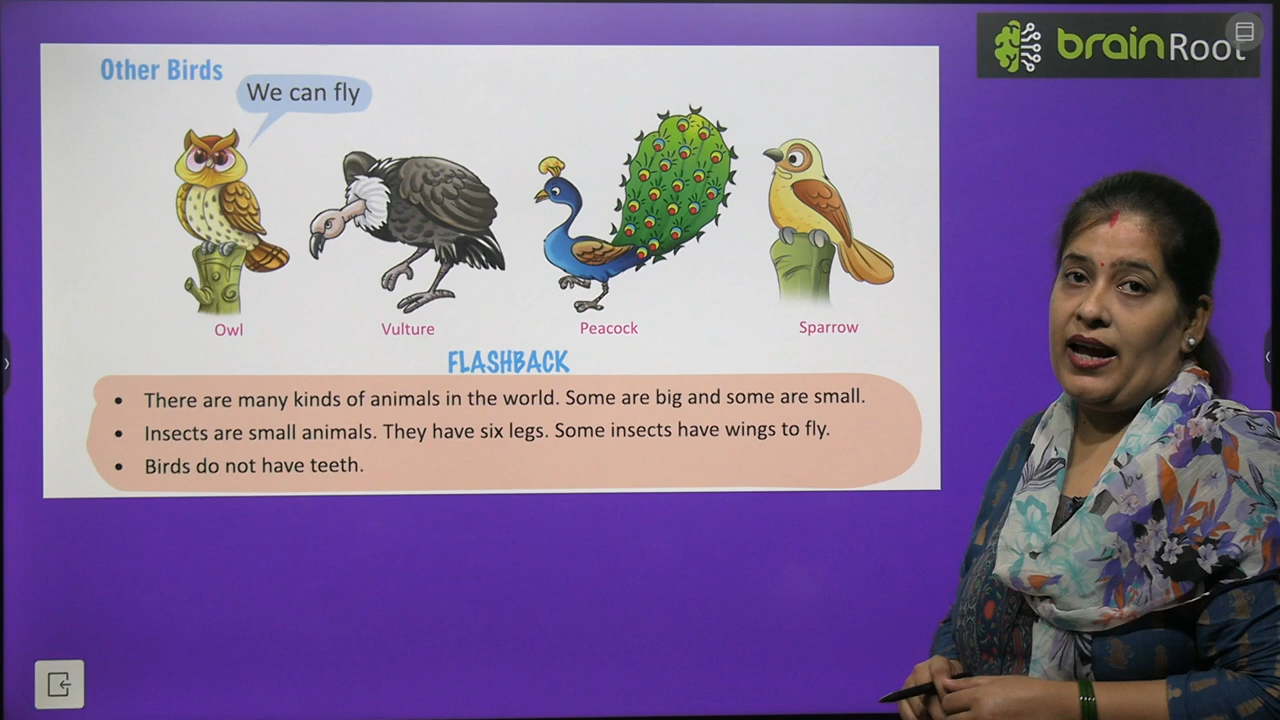 brainRoot
Other Birds
We can fly
Owl
Vulture
Peacock
Sparrow
FLASHBACK
• There are many kinds of animals in the world. Some are big and some are small.
• Insects are small animals. They have six legs. Some insects have wings to fly.
• Birds do not have teeth.